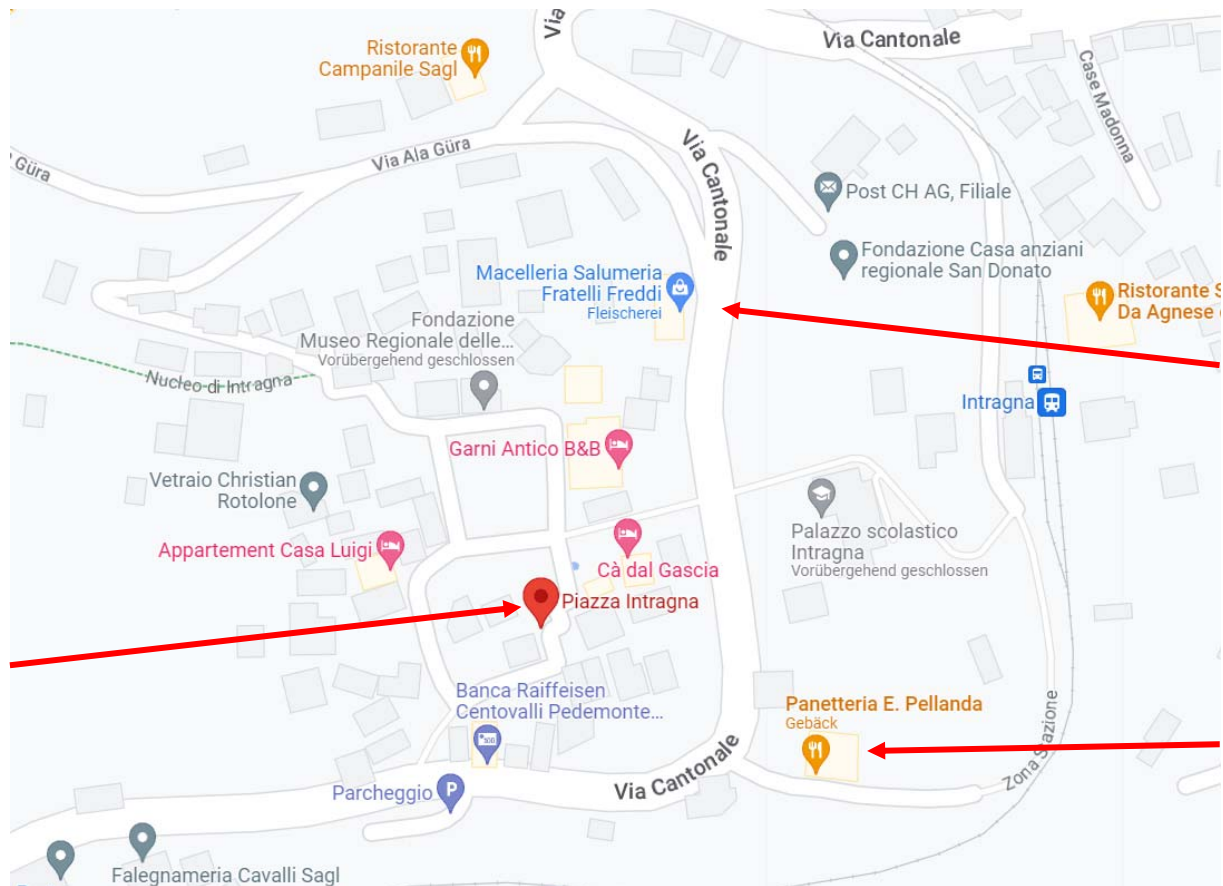 Via
Via Cantonale
Ristorante
Campanile Sagl
Case Madonna
Via Ala Güra
Güra
Via Cantonale
Post CH AG, Filiale
Fondazione Casa anziani
regionale San Donato
Macelleria Salumeria
Fratelli Freddi
Fleischerei
Ristorante S
Da Agnese
Fondazione
Museo Regionale delle...
Vorübergehend geschlossen
Nucleo di Intragna
Intragna
Garni Antico B&B
Vetraio Christian
Rotolone
Palazzo scolastico
Intragna
Vorübergehend geschlossen
Appartement Casa Luigi
Cà dal Gascia
Piazza Intragna
Banca Raiffeisen
Centovalli Pedemonte...
Panetteria E. Pellanda
Gebäck
Zona Stazione
Via Cantonale
Parcheggio
P
Falegnameria Cavalli Sagl